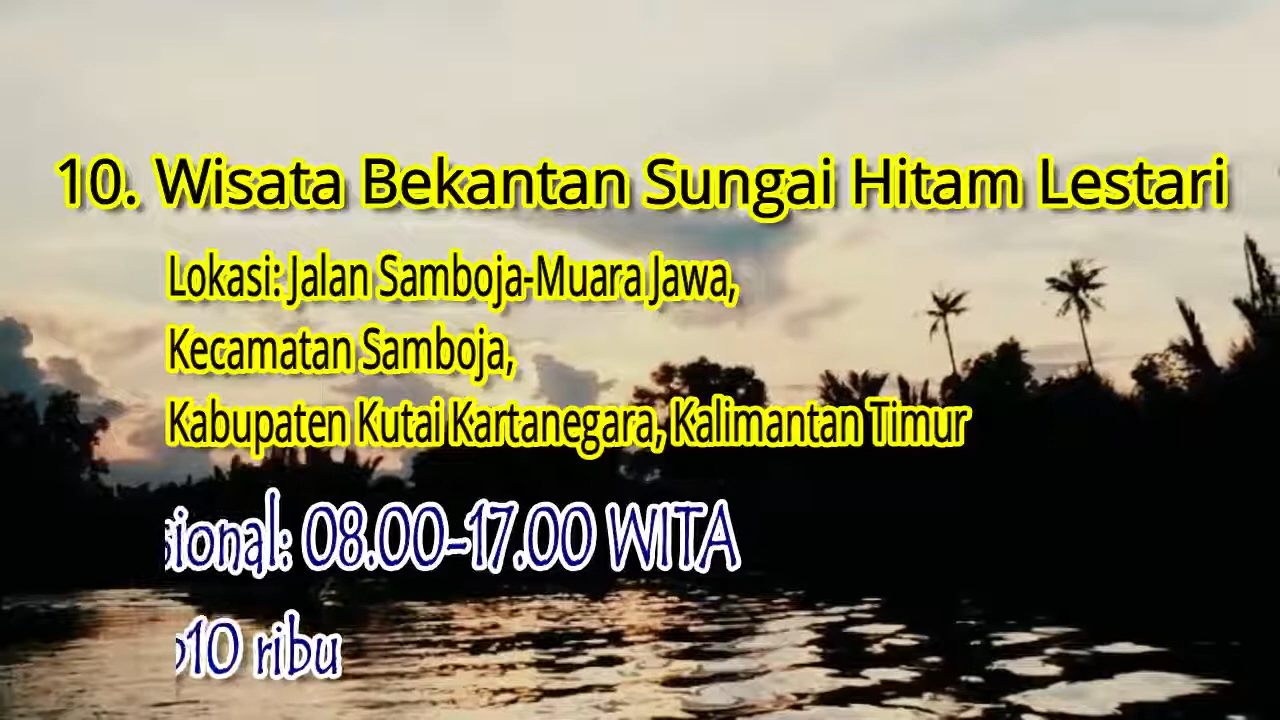 10. Wisata Bekantan Sungai Hitam Lestari
Lokasi: Jalan Samboja-Muara Jawa,
Kecamatan Samboja,
Kabupaten Kutai Kartanegara, Kalimantan Timur
sional: 08.00-17.00 WITA
10 ribu